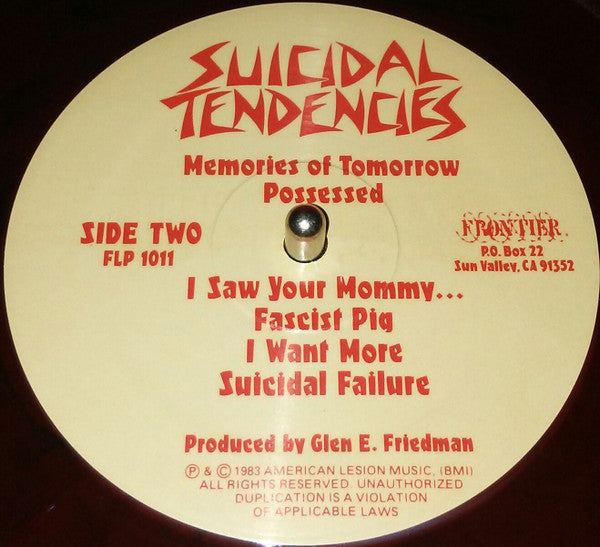 SUICIDAL
TENDENCIES
Memories of Tomorrow
Possessed
SIDE TWO
FLP 1011
FRONTIER
P.O. Box 22
Sun Valley, CA 91352
I Saw Your Mommy...
Fascist Pig
I Want More
Suicidal Failure
Produced by Glen E. Friedman
Ⓟ & © 1983 AMERICAN LESION MUSIC, (BMI)
ALL RIGHTS RESERVED. UNAUTHORIZED
DUPLICATION IS A VIOLATION
OF APPLICABLE LAWS